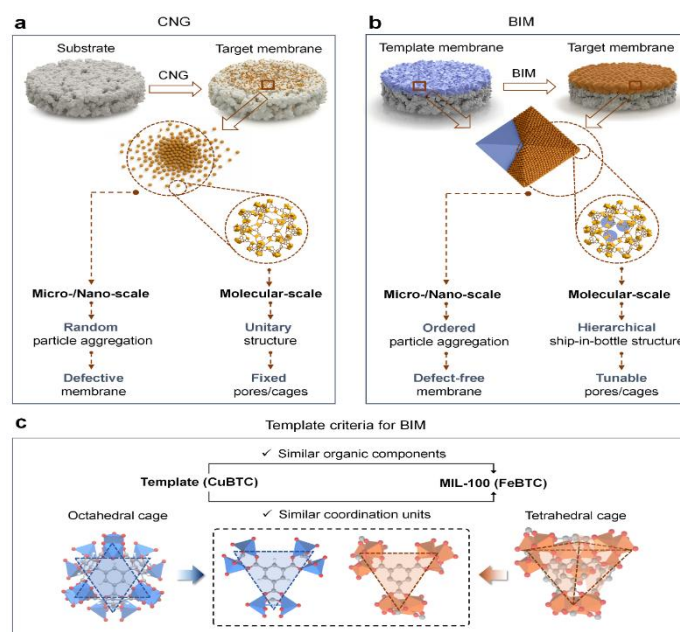 a
CNG
Substrate
Target membrane
CNG
Micro-/Nano-scale
Molecular-scale
Random
particle aggregation
Unitary
structure
Defective
membrane
Fixed
pores/cages
b
BIM
Template membrane
Target membrane
BIM
Micro-/Nano-scale
Molecular-scale
Ordered
particle aggregation
Hierarchical
ship-in-bottle structure
Defect-free
membrane
Tunable
pores/cages
c
Template criteria for BIM
✓ Similar organic components
Template (CuBTC)
MIL-100 (FeBTC)
✓ Similar coordination units
Octahedral cage
Tetrahedral cage